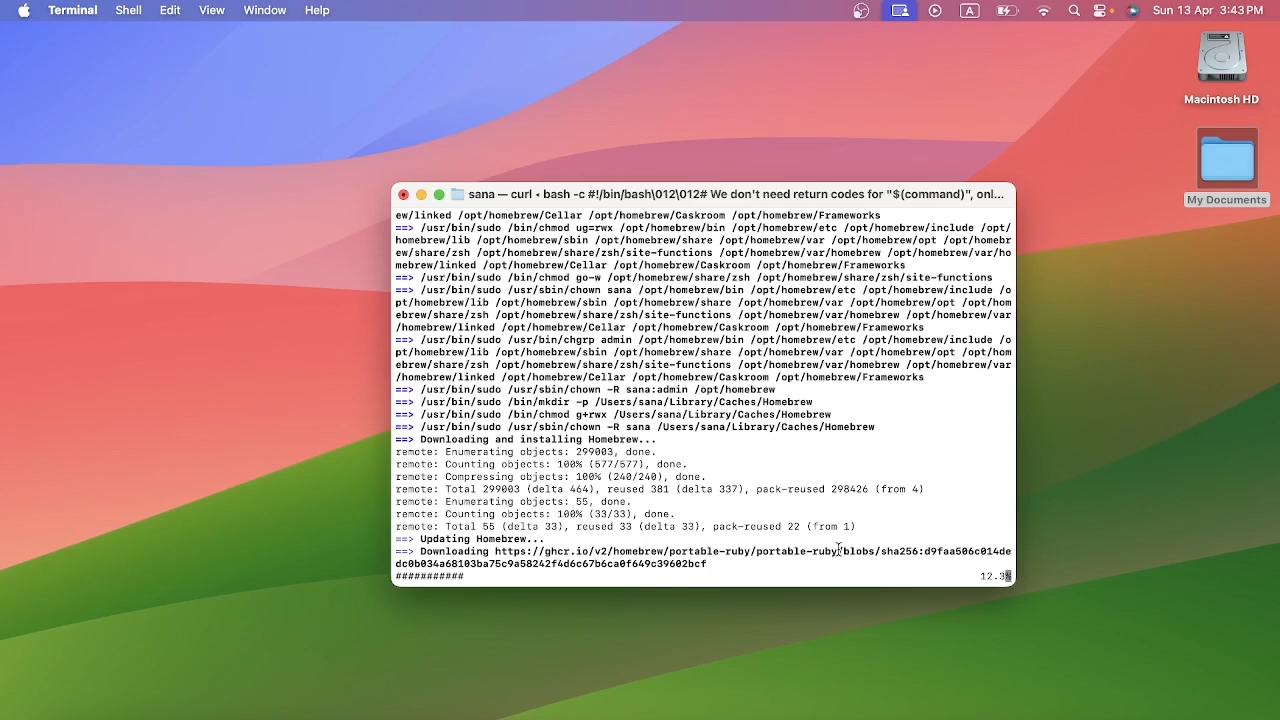 Terminal Shell Edit View Window Help A Sun 13 Apr 3:43 PM
Macintosh HD
My Documents
sana — curl ◂ bash -c #!/bin/bash\012\012# We don't need return codes for "$(command)", onl...
ew/linked /opt/homebrew/Cellar /opt/homebrew/Caskroom /opt/homebrew/Frameworks
==> /usr/bin/sudo /bin/chmod ug=rwx /opt/homebrew/bin /opt/homebrew/etc /opt/homebrew/include /opt/
homebrew/lib /opt/homebrew/sbin /opt/homebrew/share /opt/homebrew/var /opt/homebrew/opt /opt/homebr
ew/share/zsh /opt/homebrew/share/zsh/site-functions /opt/homebrew/var/homebrew /opt/homebrew/var/ho
mebrew/linked /opt/homebrew/Cellar /opt/homebrew/Caskroom /opt/homebrew/Frameworks
==> /usr/bin/sudo /bin/chmod go-w /opt/homebrew/share/zsh /opt/homebrew/share/zsh/site-functions
==> /usr/bin/sudo /usr/sbin/chown sana /opt/homebrew/bin /opt/homebrew/etc /opt/homebrew/include /o
pt/homebrew/lib /opt/homebrew/sbin /opt/homebrew/share /opt/homebrew/var /opt/homebrew/opt /opt/hom
ebrew/share/zsh /opt/homebrew/share/zsh/site-functions /opt/homebrew/var/homebrew /opt/homebrew/var
/homebrew/linked /opt/homebrew/Cellar /opt/homebrew/Caskroom /opt/homebrew/Frameworks
==> /usr/bin/sudo /usr/bin/chgrp admin /opt/homebrew/bin /opt/homebrew/etc /opt/homebrew/include /o
pt/homebrew/lib /opt/homebrew/sbin /opt/homebrew/share /opt/homebrew/var /opt/homebrew/opt /opt/hom
ebrew/share/zsh /opt/homebrew/share/zsh/site-functions /opt/homebrew/var/homebrew /opt/homebrew/var
/homebrew/linked /opt/homebrew/Cellar /opt/homebrew/Caskroom /opt/homebrew/Frameworks
==> /usr/bin/sudo /usr/sbin/chown -R sana:admin /opt/homebrew
==> /usr/bin/sudo /bin/mkdir -p /Users/sana/Library/Caches/Homebrew
==> /usr/bin/sudo /bin/chmod g+rwx /Users/sana/Library/Caches/Homebrew
==> /usr/bin/sudo /usr/sbin/chown -R sana /Users/sana/Library/Caches/Homebrew
==> Downloading and installing Homebrew...
remote: Enumerating objects: 299003, done.
remote: Counting objects: 100% (577/577), done.
remote: Compressing objects: 100% (240/240), done.
remote: Total 299003 (delta 464), reused 381 (delta 337), pack-reused 298426 (from 4)
remote: Enumerating objects: 55, done.
remote: Counting objects: 100% (33/33), done.
remote: Total 55 (delta 33), reused 33 (delta 33), pack-reused 22 (from 1)
==> Updating Homebrew...
==> Downloading https://ghcr.io/v2/homebrew/portable-ruby/portable-ruby/blobs/sha256:d9faa506c014de
dc0b034a68103ba75c9a58242f4d6c67b6ca0f649c39602bcf
########### 12.3%